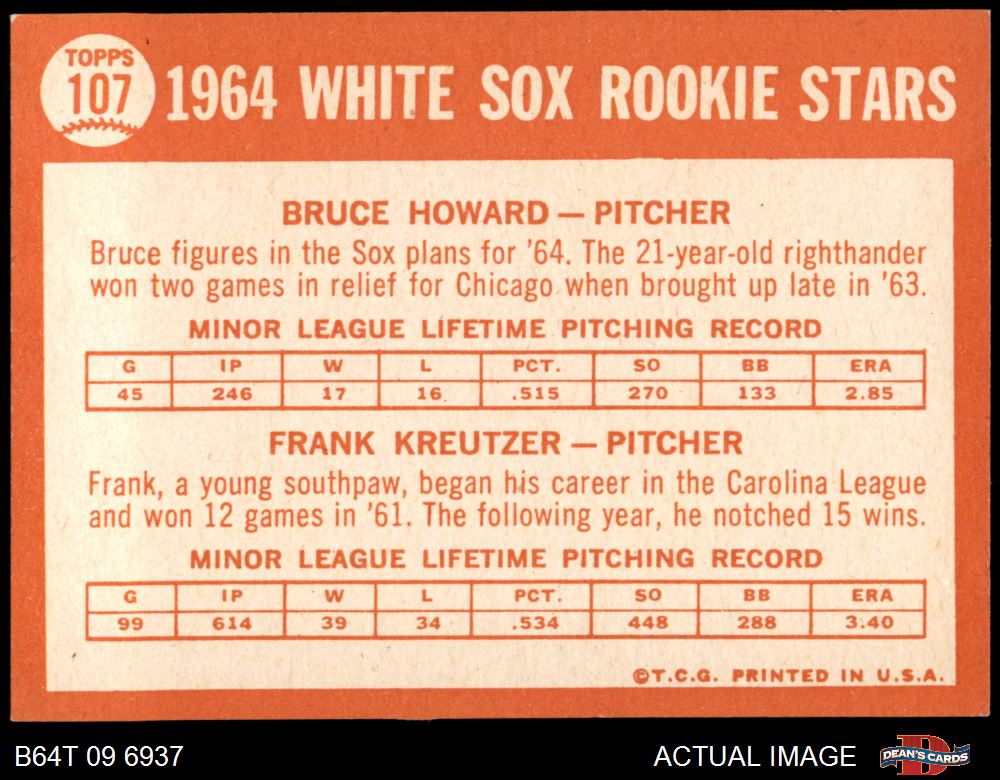 TOPPS
107
1964 WHITE SOX ROOKIE STARS
BRUCE HOWARD — PITCHER
Bruce figures in the Sox plans for '64. The 21-year-old righthander
won two games in relief for Chicago when brought up late in '63.
MINOR LEAGUE LIFETIME PITCHING RECORD
G IP W L PCT. SO BB ERA
45 246 17 16 .515 270 133 2.85
FRANK KREUTZER — PITCHER
Frank, a young southpaw, began his career in the Carolina League
and won 12 games in '61. The following year, he notched 15 wins.
MINOR LEAGUE LIFETIME PITCHING RECORD
G IP W L PCT. SO BB ERA
99 614 39 34 .534 448 288 3.40
©T.C.G. PRINTED IN U.S.A.
B64T 09 6937
ACTUAL IMAGE
D
DEAN'S CARDS